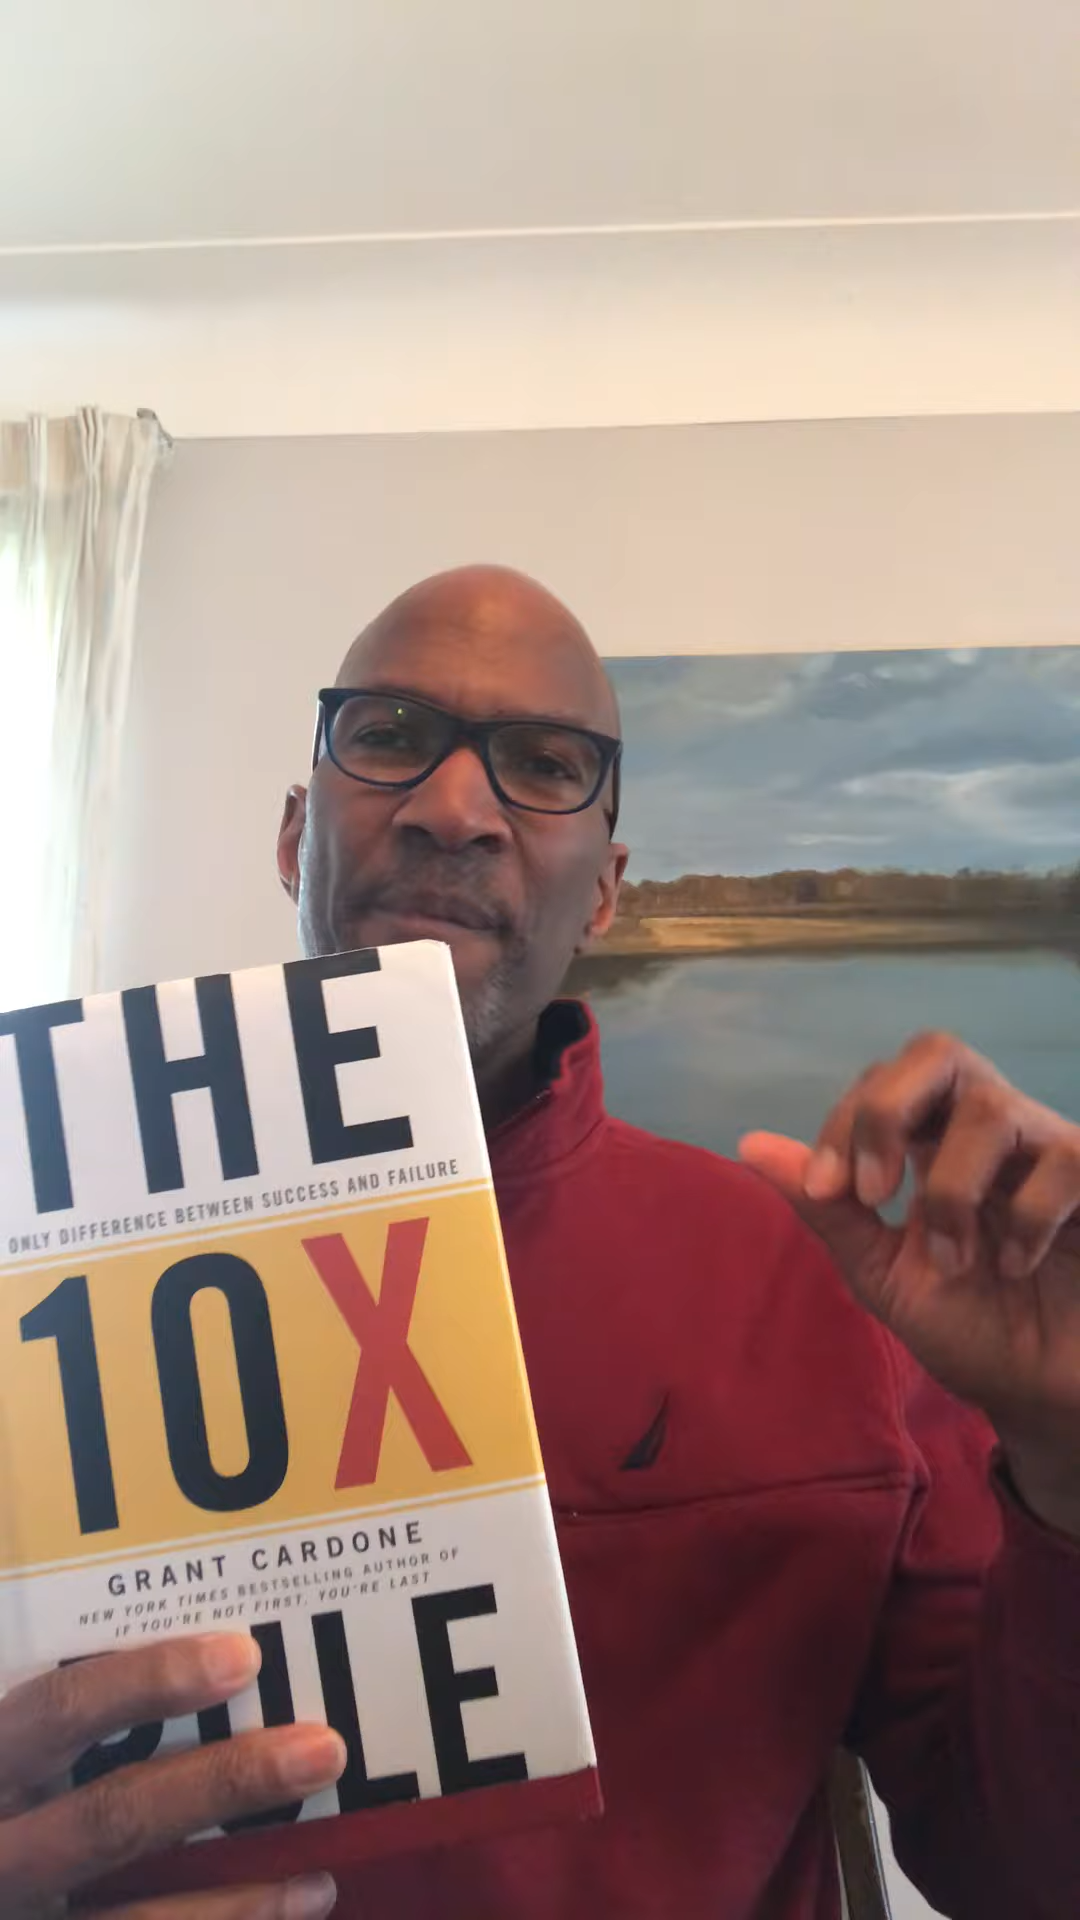 THE
ONLY DIFFERENCE BETWEEN SUCCESS AND FAILURE
10X
GRANT CARDONE
NEW YORK TIMES BESTSELLING AUTHOR OF
IF YOU'RE NOT FIRST, YOU'RE LAST
RULE